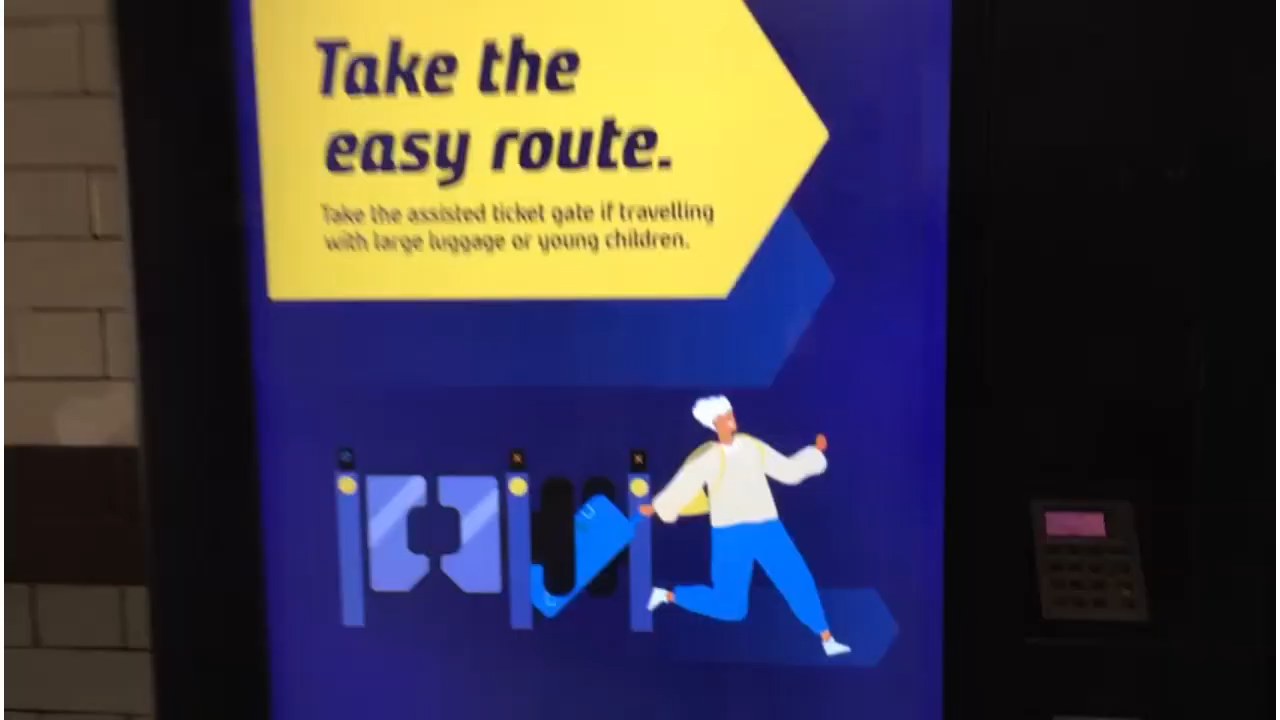 Take the
easy route.
Take the assisted ticket gate if travelling
with large luggage or young children.